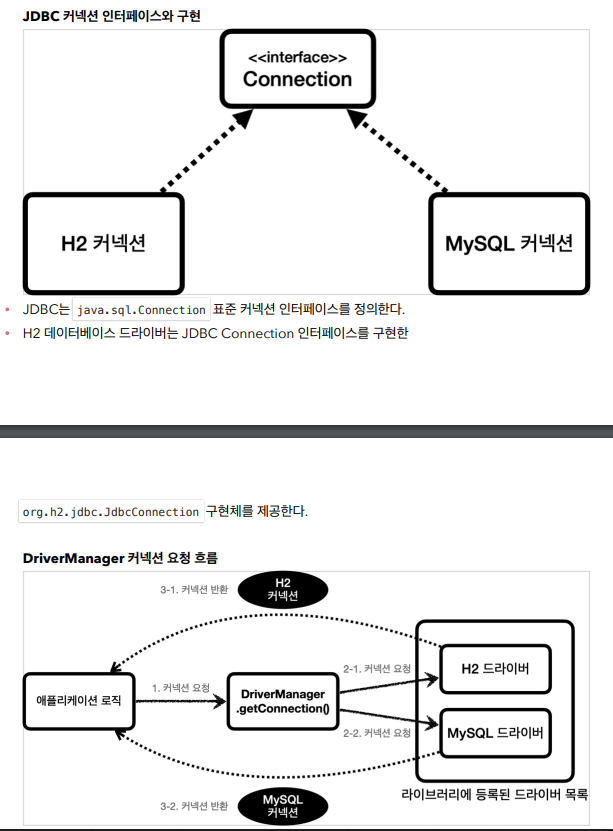 JDBC 커넥션 인터페이스와 구현
<<interface>>
Connection
H2 커넥션
MySQL 커넥션
JDBC는 java.sql.Connection 표준 커넥션 인터페이스를 정의한다.
H2 데이터베이스 드라이버는 JDBC Connection 인터페이스를 구현한
org.h2.jdbc.JdbcConnection 구현체를 제공한다.
DriverManager 커넥션 요청 흐름
3-1. 커넥션 반환
H2
커넥션
애플리케이션 로직
1. 커넥션 요청
DriverManager
.getConnection()
2-1. 커넥션 요청
H2 드라이버
2-2. 커넥션 요청
MySQL 드라이버
라이브러리에 등록된 드라이버 목록
3-2. 커넥션 반환
MySQL
커넥션